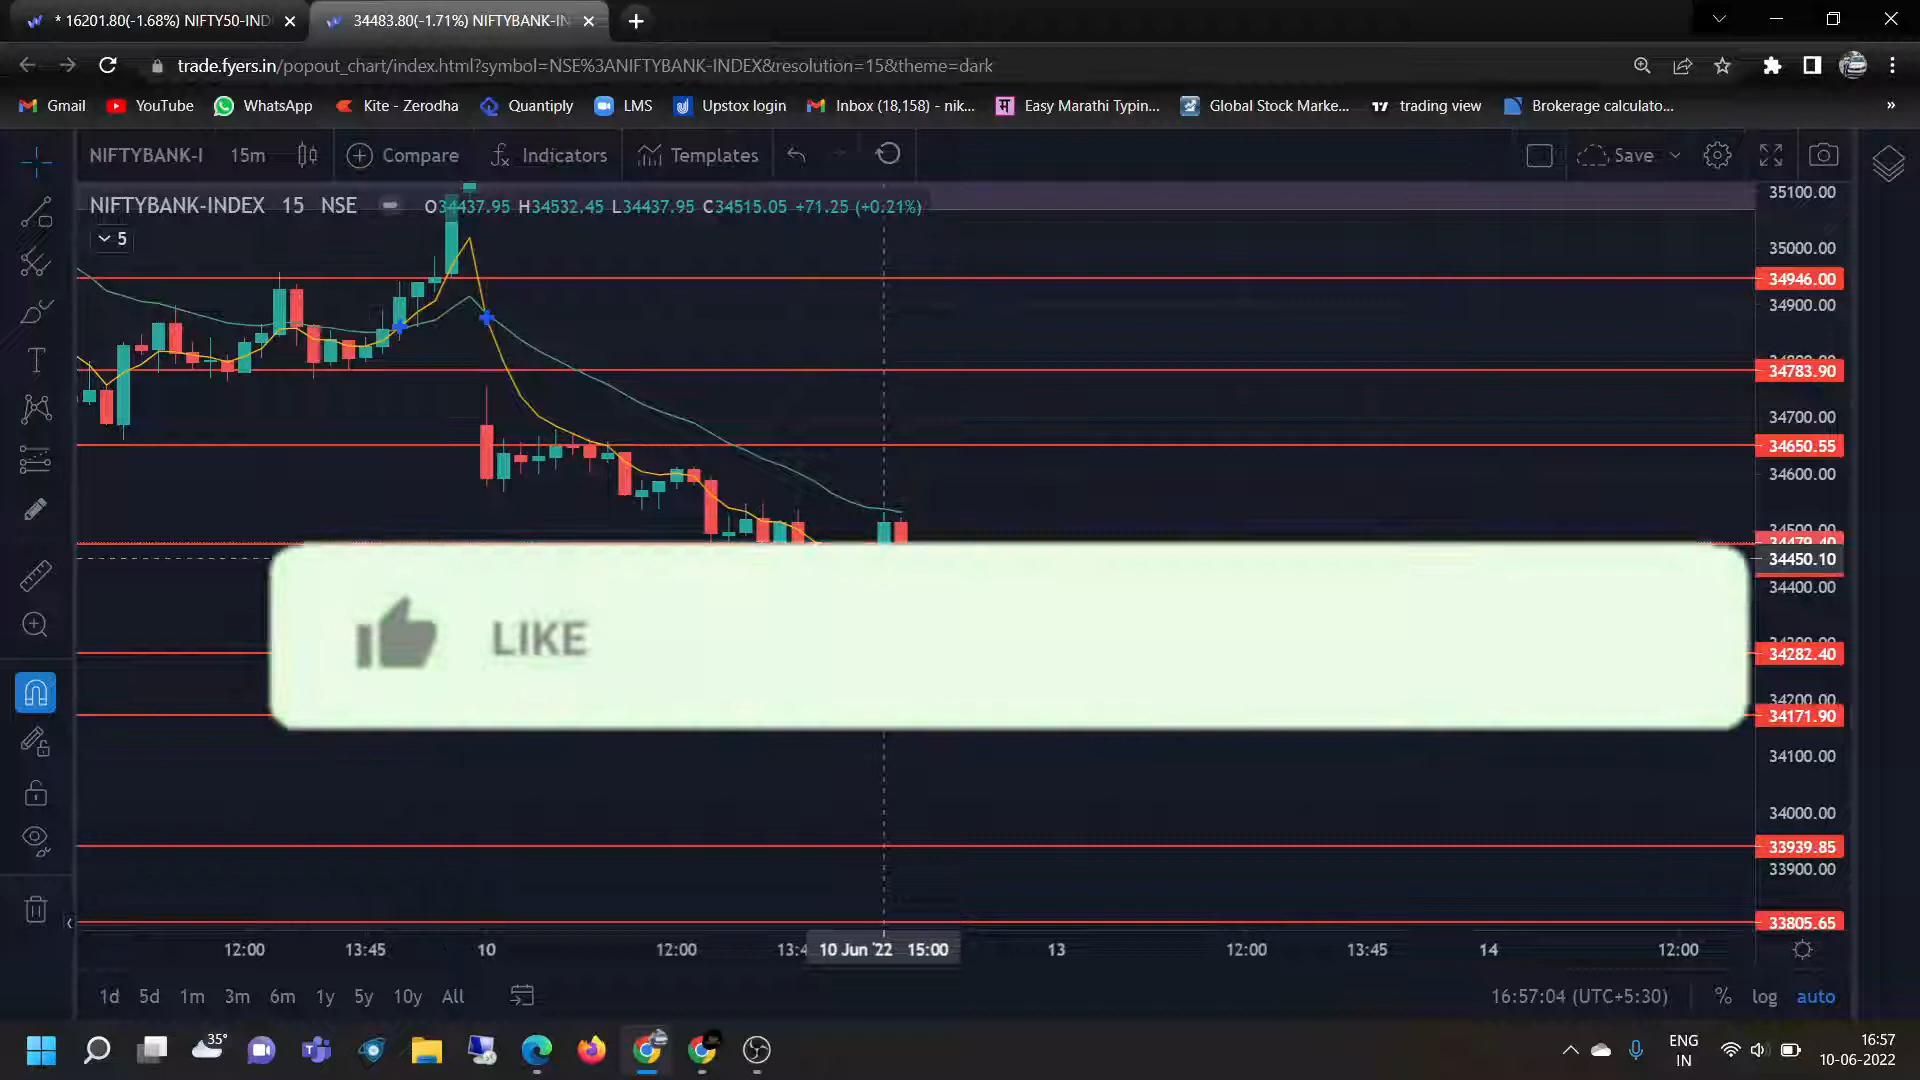 * 16201.80(-1.68%) NIFTY50-IND
34483.80(-1.71%) NIFTYBANK-IN
trade.fyers.in/popout_chart/index.html?symbol=NSE%3ANIFTYBANK-INDEX&resolution=15&theme=dark
Gmail YouTube WhatsApp Kite - Zerodha Quantiply LMS Upstox login Inbox (18,158) - nik... Easy Marathi Typin... Global Stock Marke... trading view Brokerage calculato... »
NIFTYBANK-I 15m Compare Indicators Templates Save
NIFTYBANK-INDEX 15 NSE O34437.95 H34532.45 L34437.95 C34515.05 +71.25 (+0.21%)
5
35100.00
35000.00
34946.00
34900.00
34800.00
34783.90
34700.00
34650.55
34600.00
34500.00
34479.40
34450.10
34400.00
LIKE
34300.00
34282.40
34200.00
34171.90
34100.00
34000.00
33939.85
33900.00
33805.65
12:00 13:45 10 12:00 13:4 10 Jun '22 15:00 13 12:00 13:45 14 12:00
1d 5d 1m 3m 6m 1y 5y 10y All 16:57:04 (UTC+5:30) % log auto
35°
ENG
IN
16:57
10-06-2022